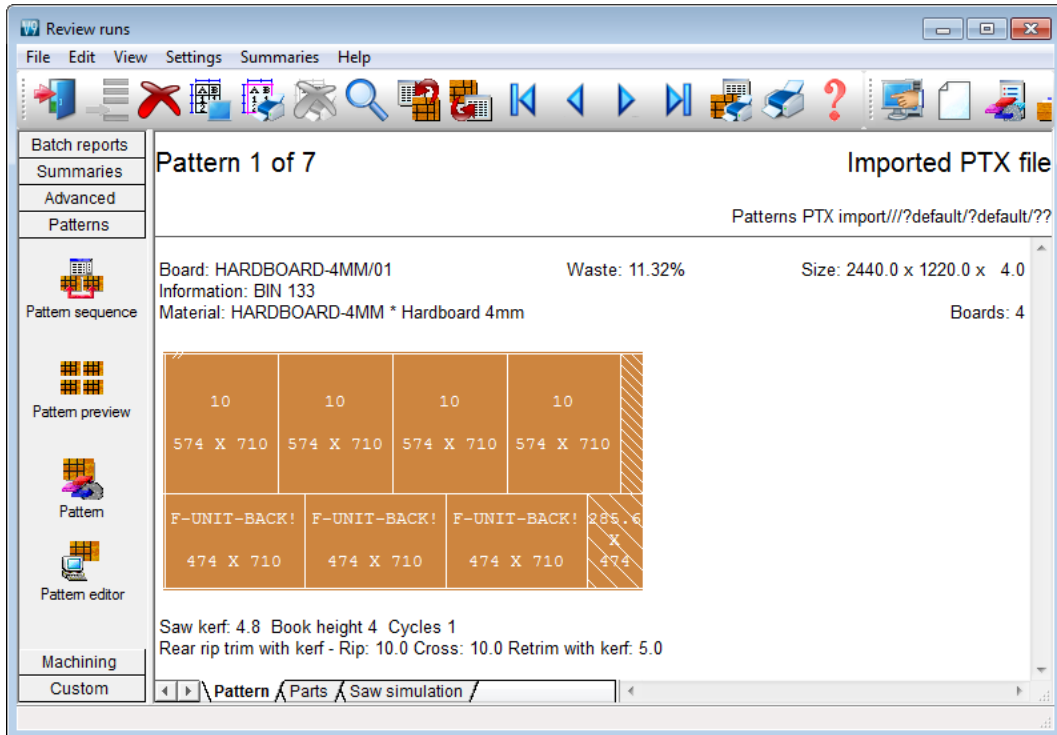 Review runs
File Edit View Settings Summaries Help
Batch reports
Summaries
Advanced
Patterns
Pattern sequence
Pattern preview
Pattern
Pattern editor
Machining
Custom
Pattern 1 of 7 Imported PTX file
Patterns PTX import///?default/?default/??
Board: HARDBOARD-4MM/01 Waste: 11.32% Size: 2440.0 x 1220.0 x 4.0
Information: BIN 133
Material: HARDBOARD-4MM * Hardboard 4mm Boards: 4
10 10 10 10
574 X 710 574 X 710 574 X 710 574 X 710
F-UNIT-BACK! F-UNIT-BACK! F-UNIT-BACK! 285.6
X
474 X 710 474 X 710 474 X 710 474
Saw kerf: 4.8 Book height 4 Cycles 1
Rear rip trim with kerf - Rip: 10.0 Cross: 10.0 Retrim with kerf: 5.0
Pattern Parts Saw simulation